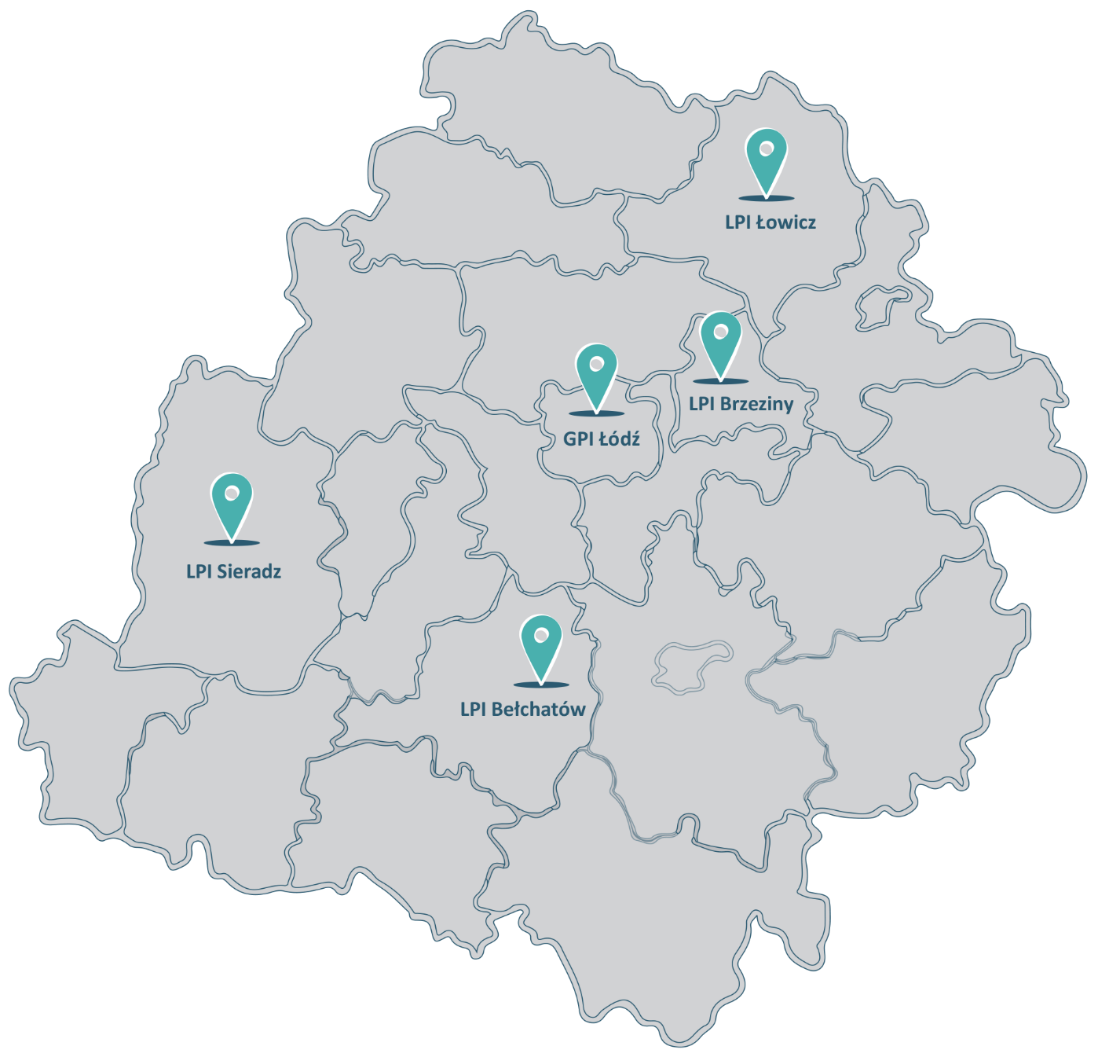 LPI Łowicz
LPI Brzeziny
GPI Łódź
LPI Sieradz
LPI Bełchatów